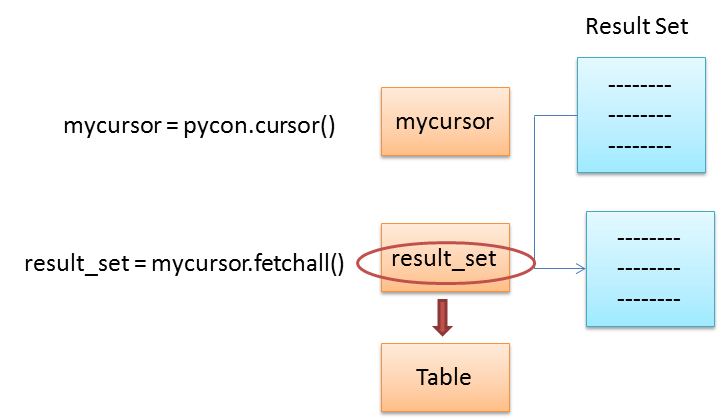 Result Set
--------
--------
--------
mycursor = pycon.cursor()
mycursor
result_set = mycursor.fetchall()
result_set
--------
--------
--------
Table